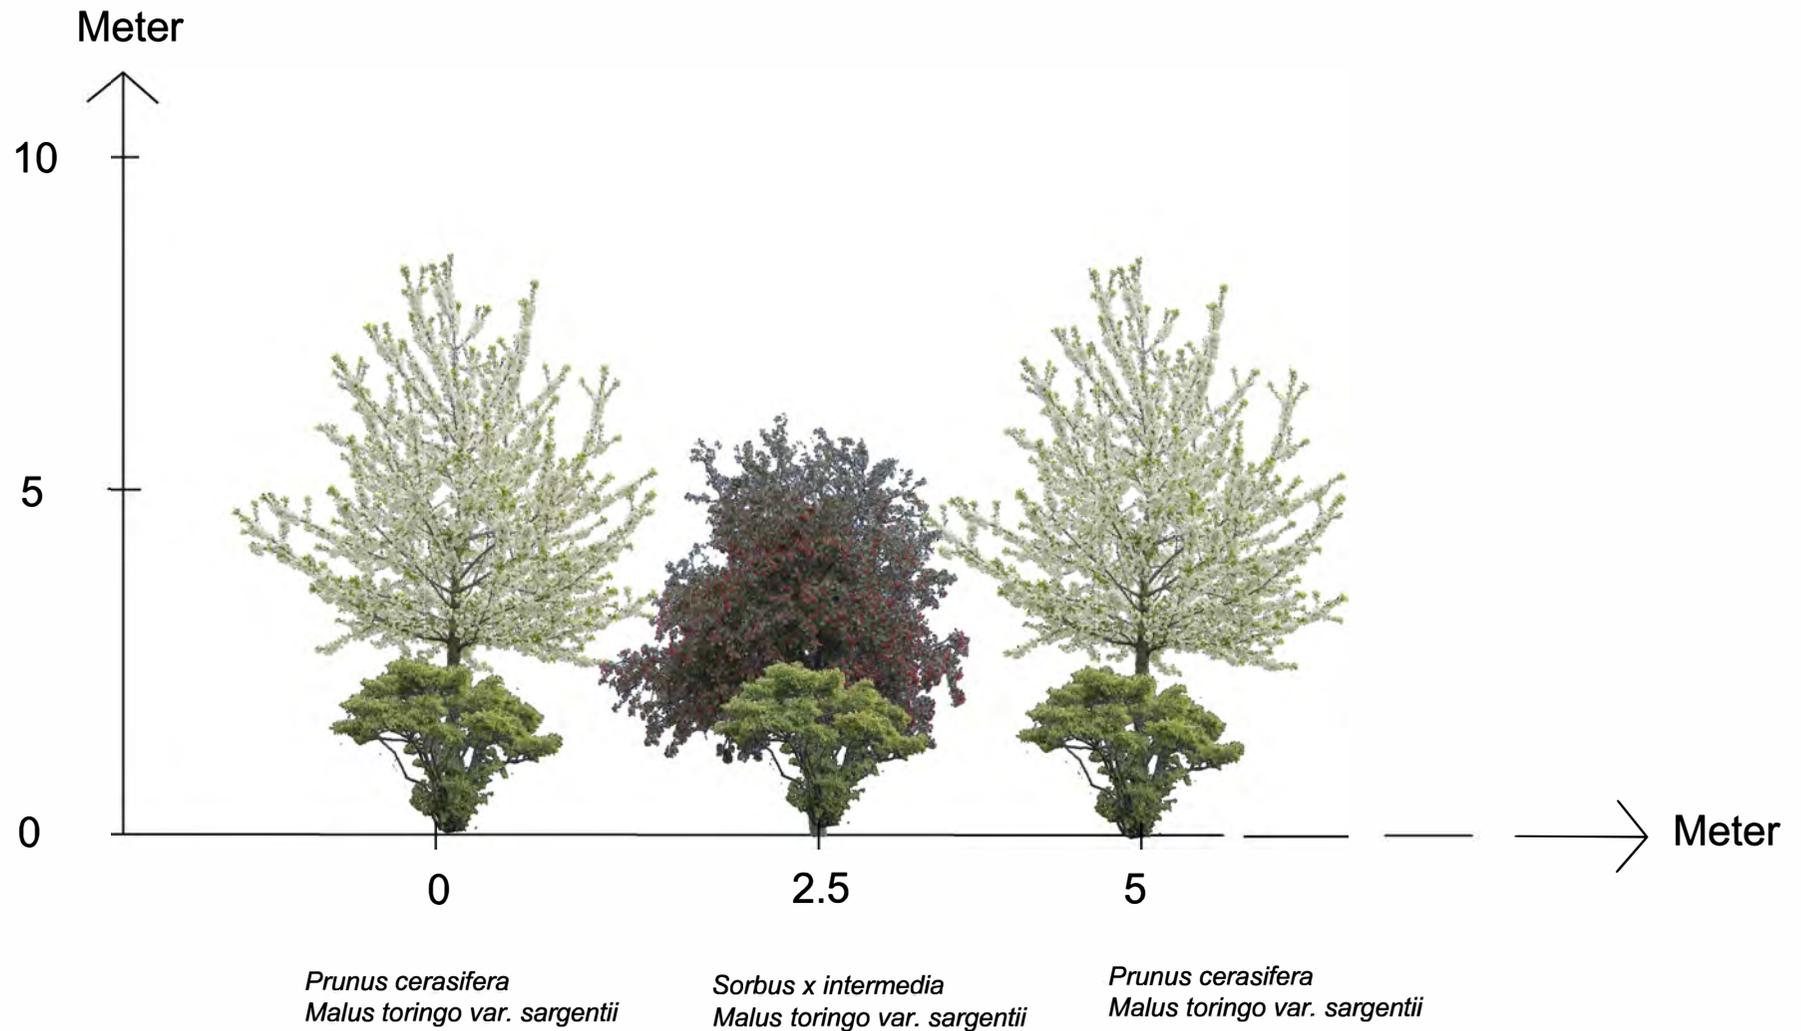 Meter
10
5
0
Meter
0
2.5
5
Prunus cerasifera
Malus toringo var. sargentii
Sorbus x intermedia
Malus toringo var. sargentii
Prunus cerasifera
Malus toringo var. sargentii